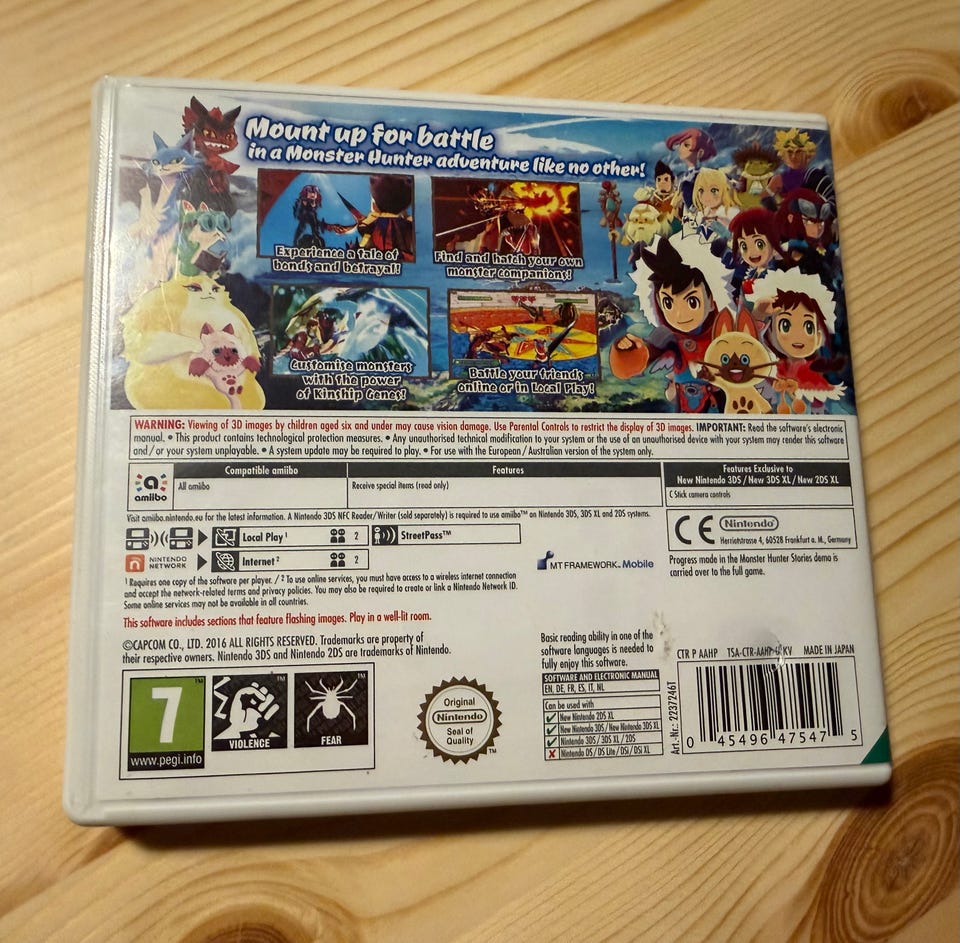 Mount up for battle
in a Monster Hunter adventure like no other!
Experience a tale of
bonds and betrayal!
Find and hatch your own
monster companions!
Customise monsters
with the power
of Kinship Genes!
Battle your friends
online or in Local Play!
WARNING: Viewing of 3D images by children aged six and under may cause vision damage. Use Parental Controls to restrict the display of 3D images. IMPORTANT: Read the software's electronic
manual. • This product contains technological protection measures. • Any unauthorised technical modification to your system or the use of an unauthorised device with your system may render this software
and/or your system unplayable. • A system update may be required to play. • For use with the European / Australian version of the system only.
amiibo
Compatible amiibo
Features
All amiibo
Receive special items (read only)
Features Exclusive to
New Nintendo 3DS / New 3DS XL / New 2DS XL
C Stick camera controls
Visit amiibo.nintendo.eu for the latest information. A Nintendo 3DS NFC Reader/Writer (sold separately) is required to use amiibo™ on Nintendo 3DS, 3DS XL and 2DS systems.
Local Play¹ 2
StreetPass™
NINTENDO
NETWORK
Internet² 2
CE
Nintendo®
Herriotstrasse 4, 60528 Frankfurt a. M., Germany
MT FRAMEWORK Mobile
Progress made in the Monster Hunter Stories demo is
carried over to the full game.
¹ Requires one copy of the software per player. / ² To use online services, you must have access to a wireless internet connection
and accept the network-related terms and privacy policies. You may also be required to create or link a Nintendo Network ID.
Some online services may not be available in all countries.
This software includes sections that feature flashing images. Play in a well-lit room.
©CAPCOM CO., LTD. 2016 ALL RIGHTS RESERVED. Trademarks are property of
their respective owners. Nintendo 3DS and Nintendo 2DS are trademarks of Nintendo.
7
www.pegi.info
VIOLENCE
FEAR
Original
Nintendo
Seal of
Quality
TM
Basic reading ability in one of the
software languages is needed to
fully enjoy this software.
SOFTWARE AND ELECTRONIC MANUAL
EN, DE, FR, ES, IT, NL
Can be used with
New Nintendo 2DS XL
New Nintendo 3DS / New Nintendo 3DS XL
Nintendo 3DS / 3DS XL / 2DS
Nintendo DS / DS Lite / DSi / DSi XL
Art.-Nr.: 2237246T
CTR P AAHP
MADE IN JAPAN
0 45496 47547 5